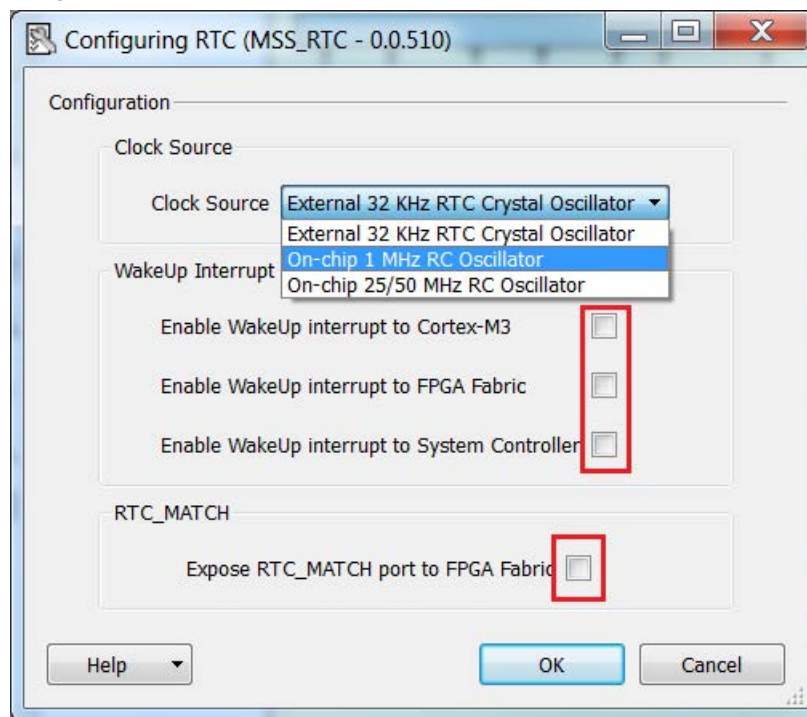 Configuring RTC (MSS_RTC - 0.0.510)
Configuration
Clock Source
Clock Source External 32 KHz RTC Crystal Oscillator
External 32 KHz RTC Crystal Oscillator
On-chip 1 MHz RC Oscillator
On-chip 25/50 MHz RC Oscillator
WakeUp Interrupt
Enable WakeUp interrupt to Cortex-M3
Enable WakeUp interrupt to FPGA Fabric
Enable WakeUp interrupt to System Controller
RTC_MATCH
Expose RTC_MATCH port to FPGA Fabric
Help OK Cancel